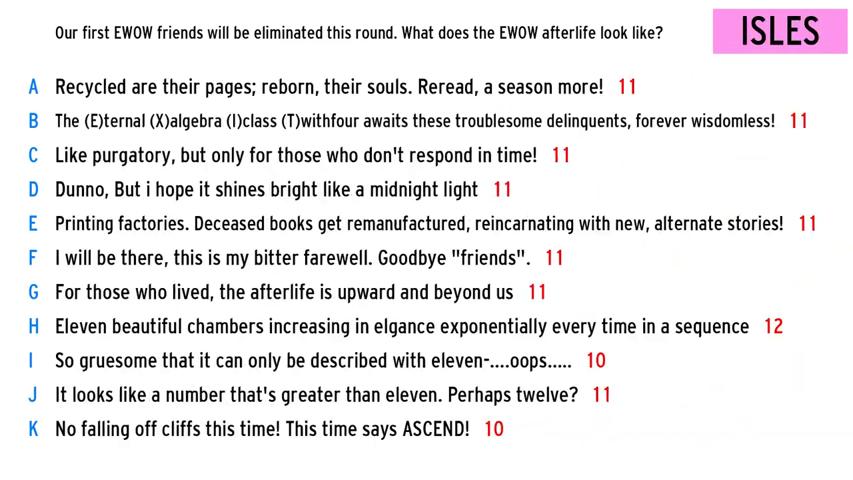 Our first EWOW friends will be eliminated this round. What does the EWOW afterlife look like?
ISLES
A Recycled are their pages; reborn, their souls. Reread, a season more! 11
B The (E)ternal (X)algebra (I)class (T)withfour awaits these troublesome delinquents, forever wisdomless! 11
C Like purgatory, but only for those who don't respond in time! 11
D Dunno, But i hope it shines bright like a midnight light 11
E Printing factories. Deceased books get remanufactured, reincarnating with new, alternate stories! 11
F I will be there, this is my bitter farewell. Goodbye "friends". 11
G For those who lived, the afterlife is upward and beyond us 11
H Eleven beautiful chambers increasing in elgance exponentially every time in a sequence 12
I So gruesome that it can only be described with eleven-....oops..... 10
J It looks like a number that's greater than eleven. Perhaps twelve? 11
K No falling off cliffs this time! This time says ASCEND! 10